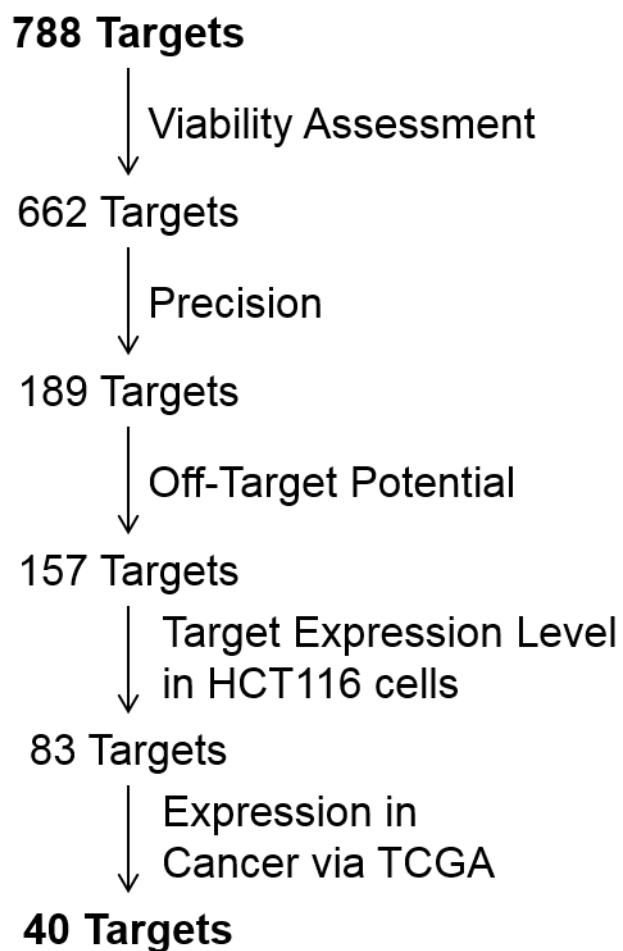 788 Targets
Viability Assessment
662 Targets
Precision
189 Targets
Off-Target Potential
157 Targets
Target Expression Level
in HCT116 cells
83 Targets
Expression in
Cancer via TCGA
40 Targets